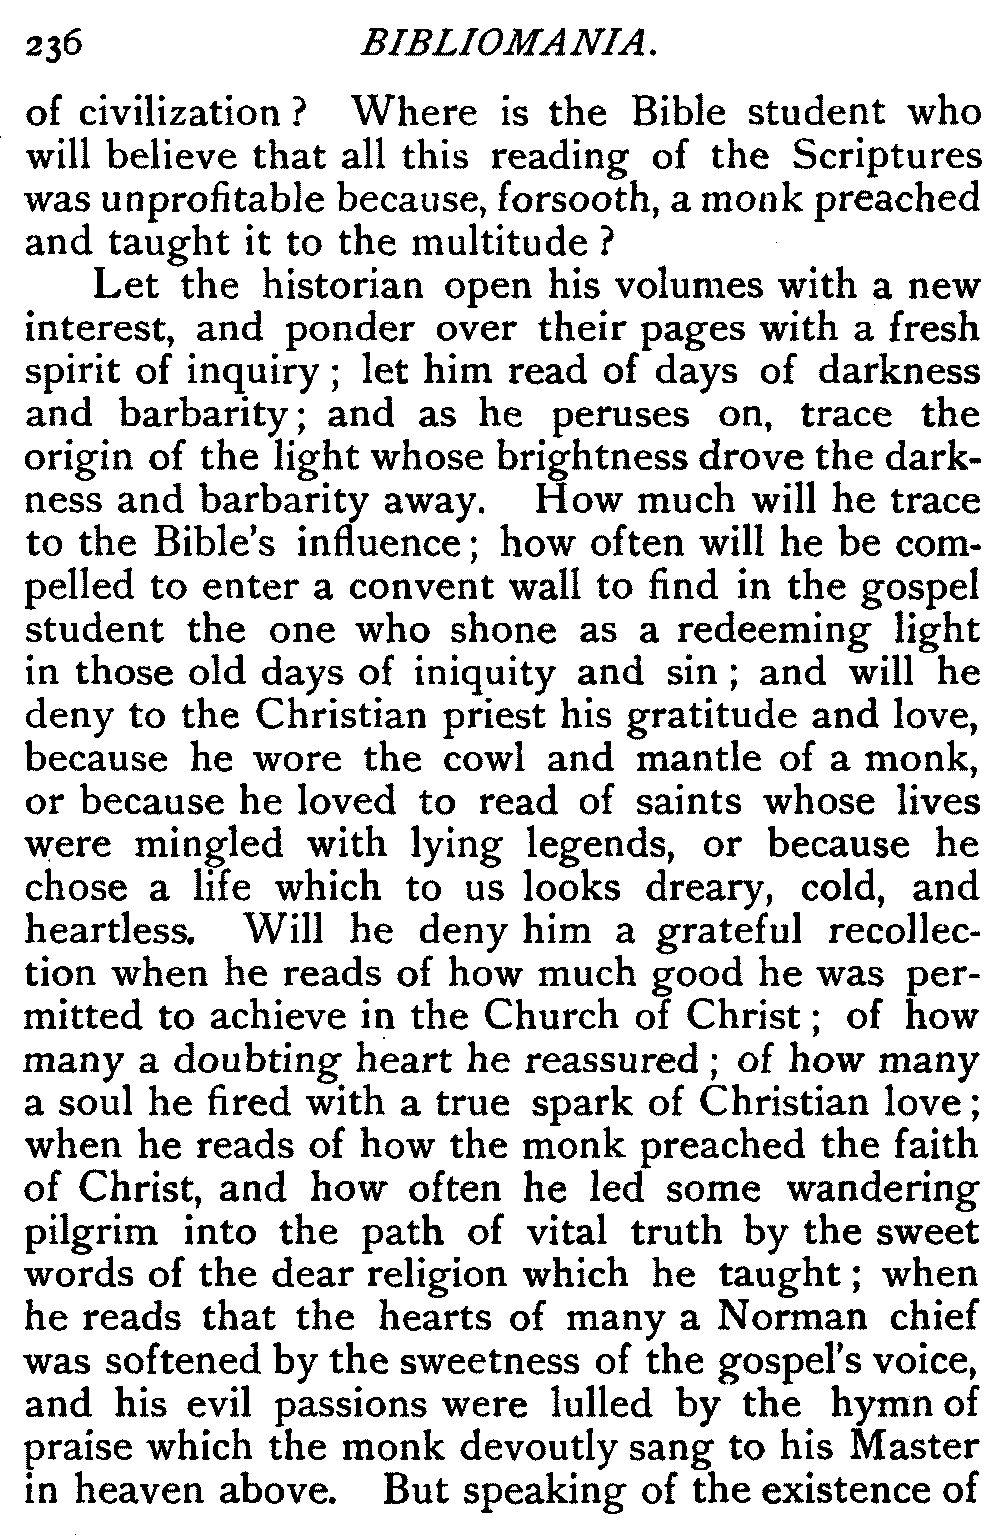 236 BIBLIOMANIA.
of civilization ? Where is the Bible student who
will believe that all this reading of the Scriptures
was unprofitable because, forsooth, a monk preached
and taught it to the multitude ?
Let the historian open his volumes with a new
interest, and ponder over their pages with a fresh
spirit of inquiry ; let him read of days of darkness
and barbarity ; and as he peruses on, trace the
origin of the light whose brightness drove the dark-
ness and barbarity away. How much will he trace
to the Bible's influence ; how often will he be com-
pelled to enter a convent wall to find in the gospel
student the one who shone as a redeeming light
in those old days of iniquity and sin ; and will he
deny to the Christian priest his gratitude and love,
because he wore the cowl and mantle of a monk,
or because he loved to read of saints whose lives
were mingled with lying legends, or because he
chose a life which to us looks dreary, cold, and
heartless. Will he deny him a grateful recollec-
tion when he reads of how much good he was per-
mitted to achieve in the Church of Christ ; of how
many a doubting heart he reassured ; of how many
a soul he fired with a true spark of Christian love ;
when he reads of how the monk preached the faith
of Christ, and how often he led some wandering
pilgrim into the path of vital truth by the sweet
words of the dear religion which he taught ; when
he reads that the hearts of many a Norman chief
was softened by the sweetness of the gospel's voice,
and his evil passions were lulled by the hymn of
praise which the monk devoutly sang to his Master
in heaven above. But speaking of the existence of